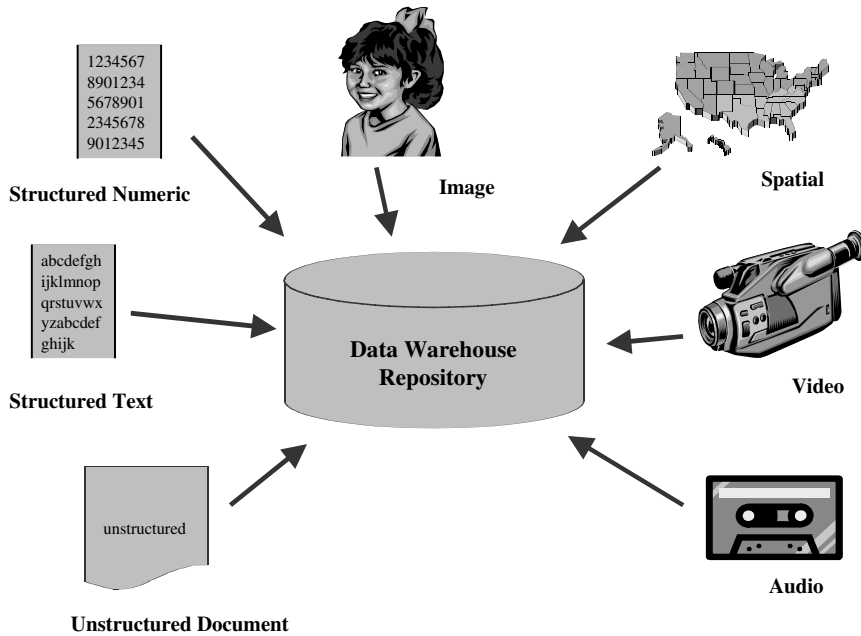 1234567
8901234
5678901
2345678
9012345
Structured Numeric
Image
Spatial
abcdefgh
ijklmnop
qrstuvwx
yzabcdef
ghijk
Structured Text
Data Warehouse
Repository
Video
unstructured
Unstructured Document
Audio